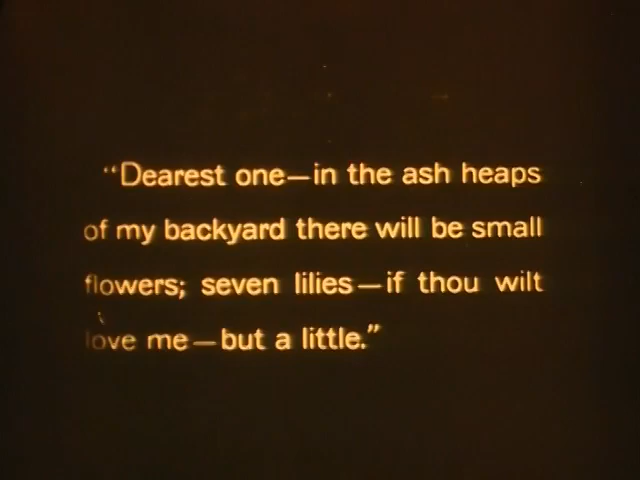 “Dearest one—in the ash heaps
of my backyard there will be small
flowers; seven lilies—if thou wilt
love me—but a little.”